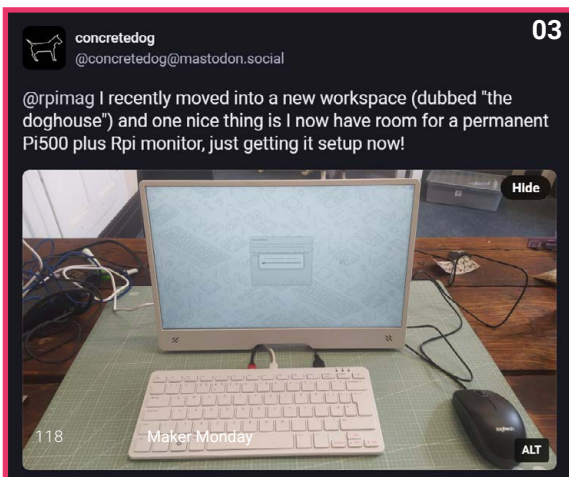 03
concretedog
@concretedog@mastodon.social
@rpimag I recently moved into a new workspace (dubbed "the
doghouse") and one nice thing is I now have room for a permanent
Pi500 plus Rpi monitor, just getting it setup now!
Hide
logitech
118
Maker Monday
ALT